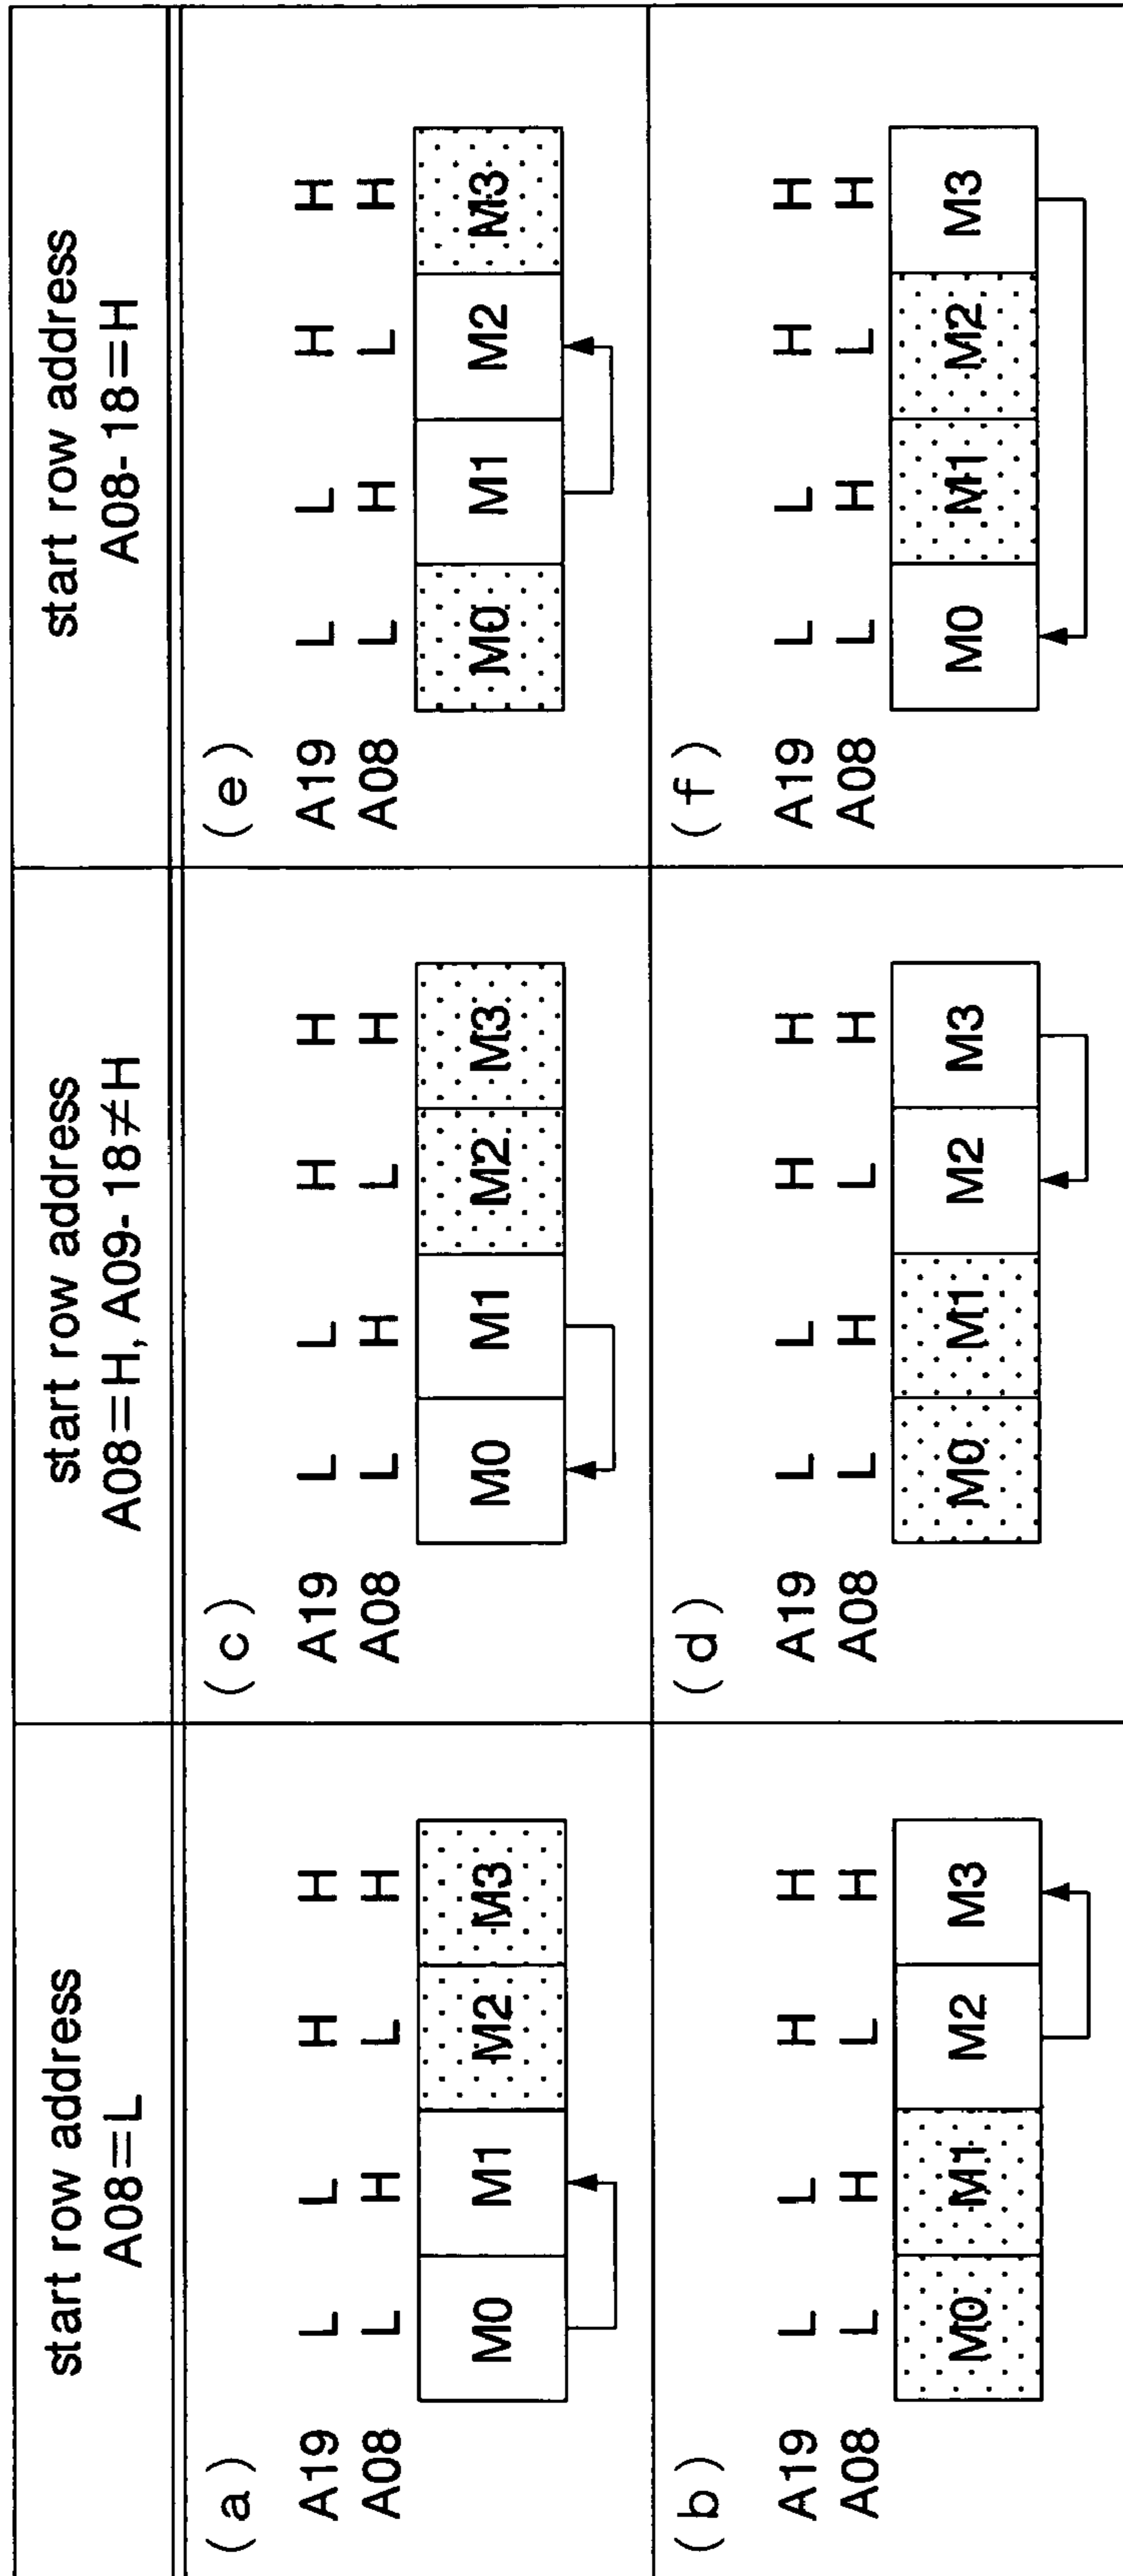 start row address
A08=L
start row address
A08=H, A09-18≠H
start row address
A08-18=H
(a)
A19 L L H H
A08 L H L H
M0 M1 M2 M3
(c)
A19 L L H H
A08 L H L H
M0 M1 M2 M3
(e)
A19 L L H H
A08 L H L H
M0 M1 M2 M3
(b)
A19 L L H H
A08 L H L H
M0 M1 M2 M3
(d)
A19 L L H H
A08 L H L H
M0 M1 M2 M3
(f)
A19 L L H H
A08 L H L H
M0 M1 M2 M3